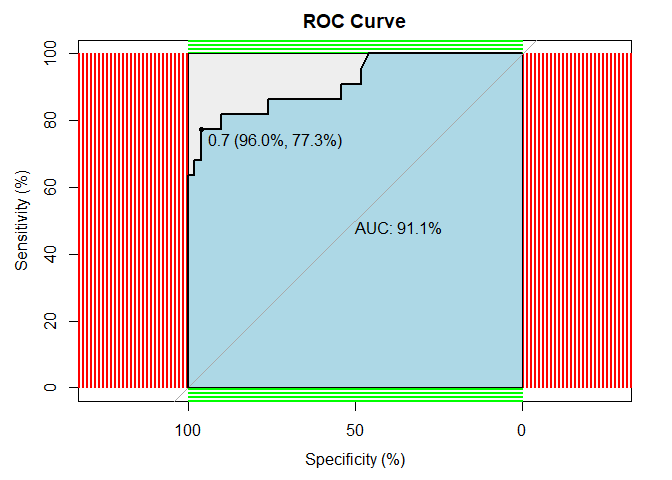 ROC Curve
Sensitivity (%)
100
80
60
40
20
0
0.7 (96.0%, 77.3%)
AUC: 91.1%
100
50
0
Specificity (%)